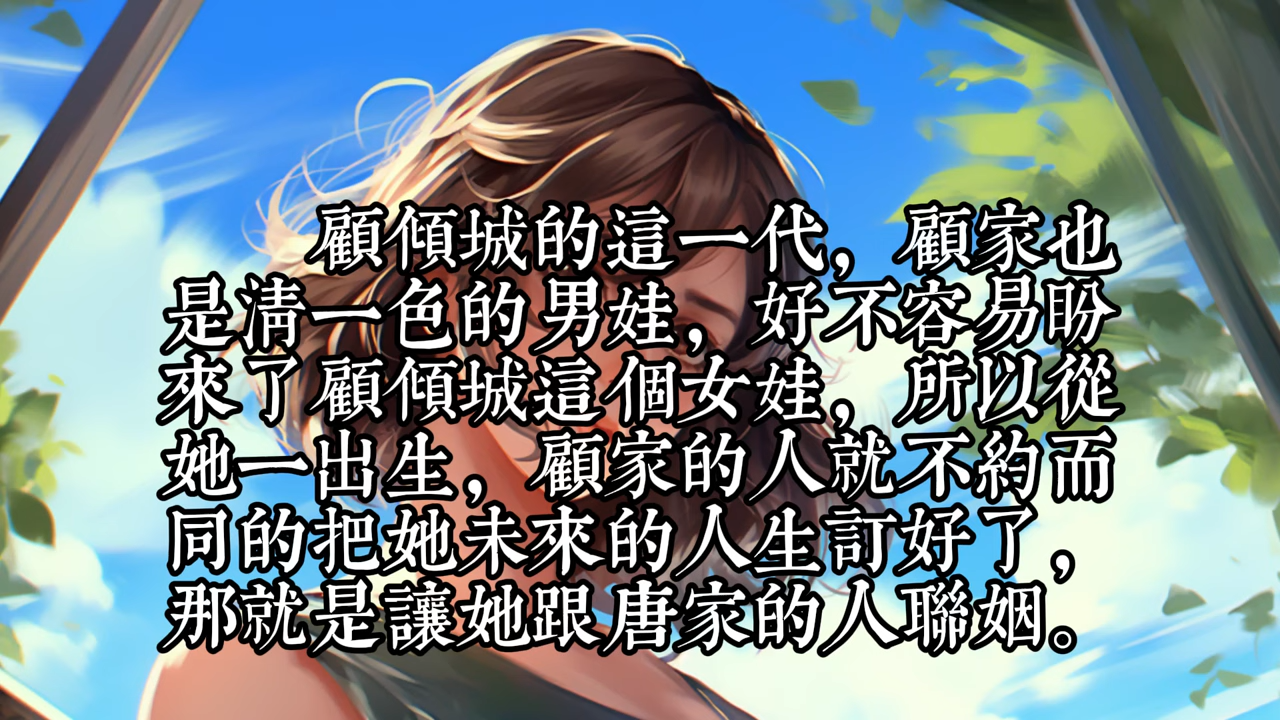 顧傾城的這一代，顧家也
是清一色的男娃，好不容易盼
來了顧傾城這個女娃，所以從
她一出生，顧家的人就不約而
同的把她未來的人生訂好了，
那就是讓她跟唐家的人聯姻。